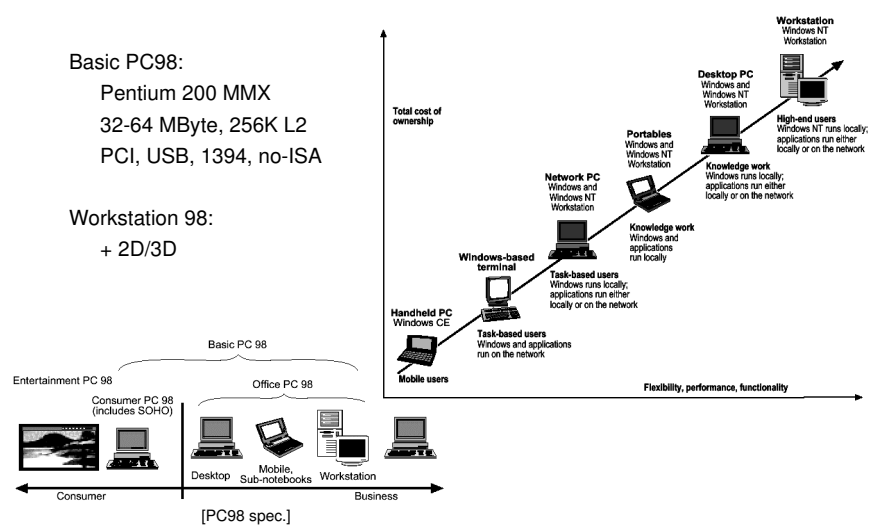 Basic PC98:
Pentium 200 MMX
32-64 MByte, 256K L2
PCI, USB, 1394, no-ISA
Workstation 98:
+ 2D/3D
Total cost of
ownership
Workstation
Windows NT
Workstation
High-end users
Windows NT runs locally;
applications run either
locally or on the network
Desktop PC
Windows and
Windows NT
Workstation
Knowledge work
Windows runs locally;
applications run either
locally or on the network
Portables
Windows and
Windows NT
Workstation
Knowledge work
Windows and
applications
run locally
Network PC
Windows and
Windows NT
Workstation
Task-based users
Windows runs locally;
applications run either
locally or on the network
Windows-based
terminal
Task-based users
Windows and applications
run on the network
Handheld PC
Windows CE
Mobile users
Flexibility, performance, functionality
Basic PC 98
Entertainment PC 98
Office PC 98
Consumer PC 98
(includes SOHO)
Desktop
Mobile,
Sub-notebooks
Workstation
Consumer
Business
[PC98 spec.]